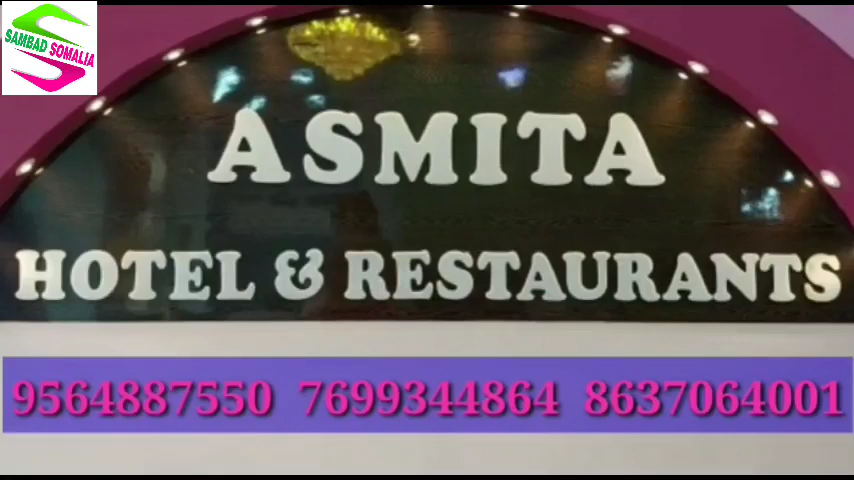 SAMBAD SOMALIA
ASMITA
HOTEL & RESTAURANTS
9564887550 7699344864 8637064001